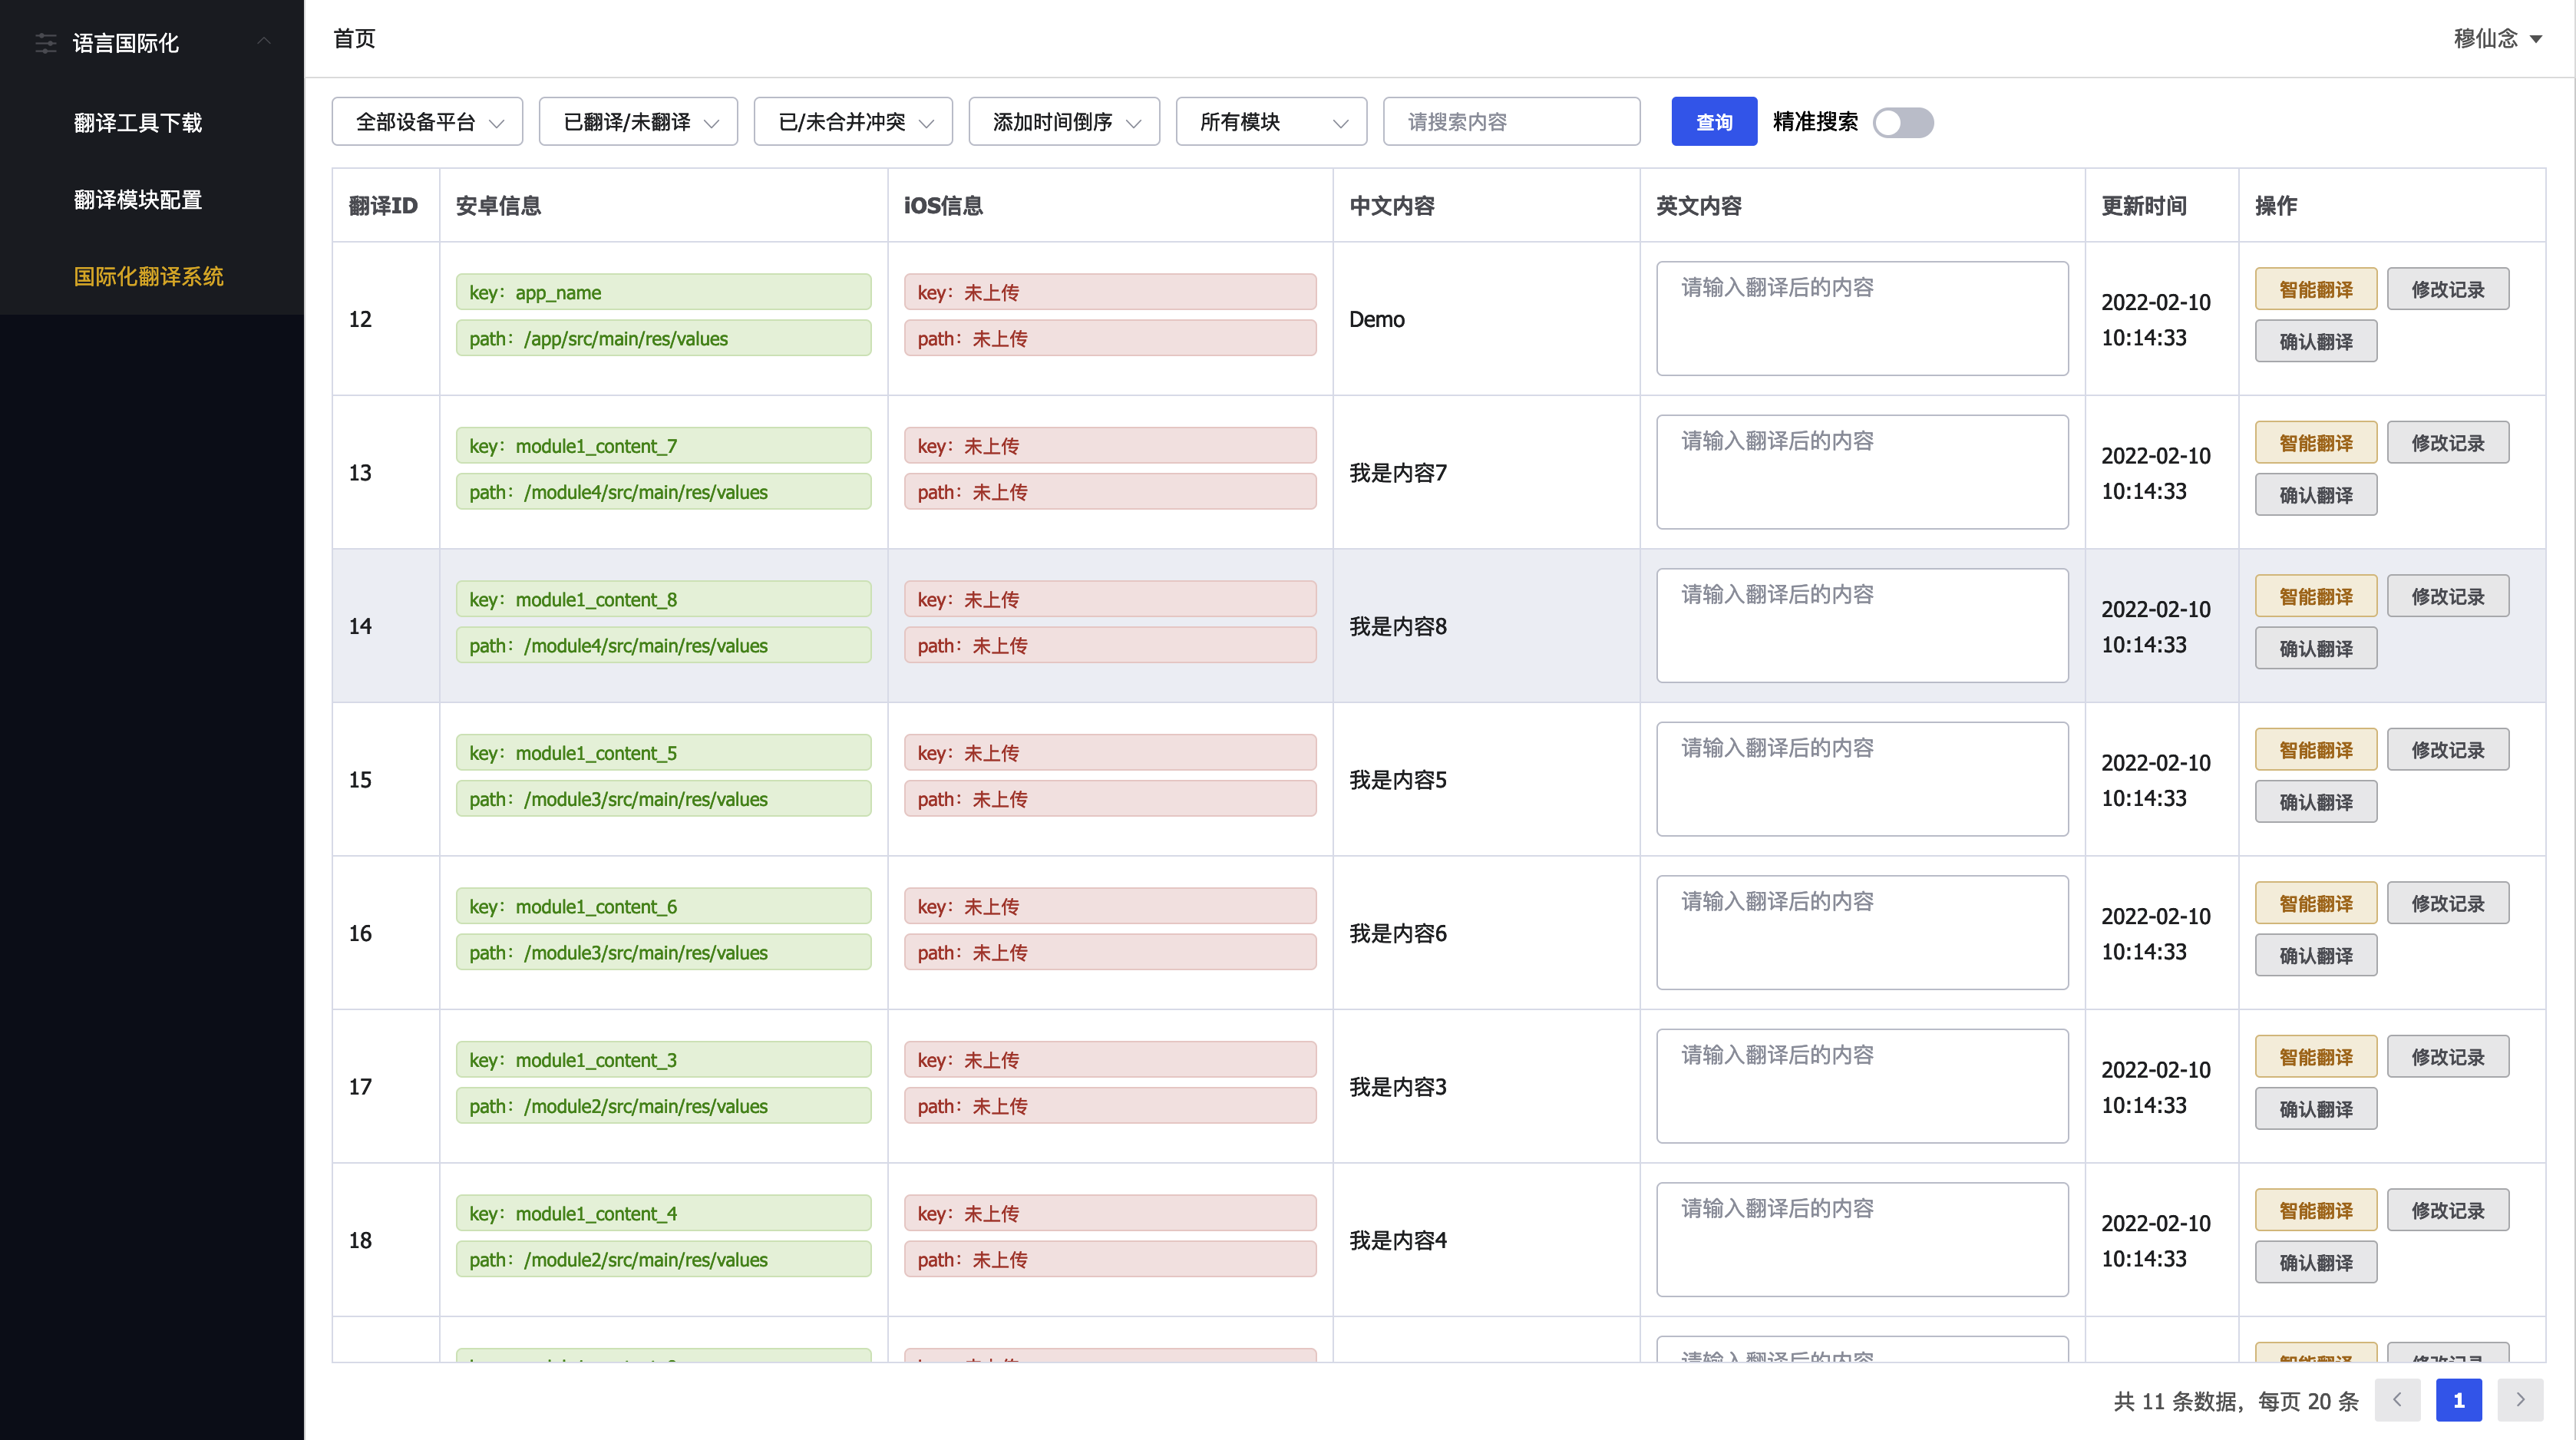 语言国际化
翻译工具下载
翻译模块配置
国际化翻译系统
首页
穆仙念
全部设备平台 已翻译/未翻译 已/未合并冲突 添加时间倒序 所有模块 请搜索内容 查询 精准搜索
翻译ID 安卓信息 iOS信息 中文内容 英文内容 更新时间 操作
12
key：app_name
path：/app/src/main/res/values
key：未上传
path：未上传
Demo
请输入翻译后的内容
2022-02-10
10:14:33
智能翻译 修改记录
确认翻译
13
key：module1_content_7
path：/module4/src/main/res/values
key：未上传
path：未上传
我是内容7
请输入翻译后的内容
2022-02-10
10:14:33
智能翻译 修改记录
确认翻译
14
key：module1_content_8
path：/module4/src/main/res/values
key：未上传
path：未上传
我是内容8
请输入翻译后的内容
2022-02-10
10:14:33
智能翻译 修改记录
确认翻译
15
key：module1_content_5
path：/module3/src/main/res/values
key：未上传
path：未上传
我是内容5
请输入翻译后的内容
2022-02-10
10:14:33
智能翻译 修改记录
确认翻译
16
key：module1_content_6
path：/module3/src/main/res/values
key：未上传
path：未上传
我是内容6
请输入翻译后的内容
2022-02-10
10:14:33
智能翻译 修改记录
确认翻译
17
key：module1_content_3
path：/module2/src/main/res/values
key：未上传
path：未上传
我是内容3
请输入翻译后的内容
2022-02-10
10:14:33
智能翻译 修改记录
确认翻译
18
key：module1_content_4
path：/module2/src/main/res/values
key：未上传
path：未上传
我是内容4
请输入翻译后的内容
2022-02-10
10:14:33
智能翻译 修改记录
确认翻译
请输入翻译后的内容
智能翻译 修改记录
共 11 条数据，每页 20 条 1